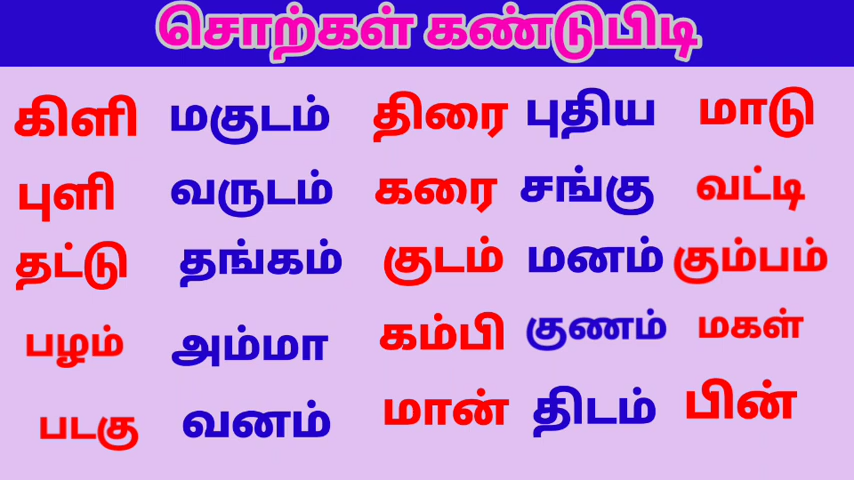 சொற்கள் கண்டுபிடி
கிளி மகுடம் திரை புதிய மாடு
புளி வருடம் கரை சங்கு வட்டி
தட்டு தங்கம் குடம் மனம் கும்பம்
பழம் அம்மா கம்பி குணம் மகள்
படகு வனம் மான் திடம் பின்